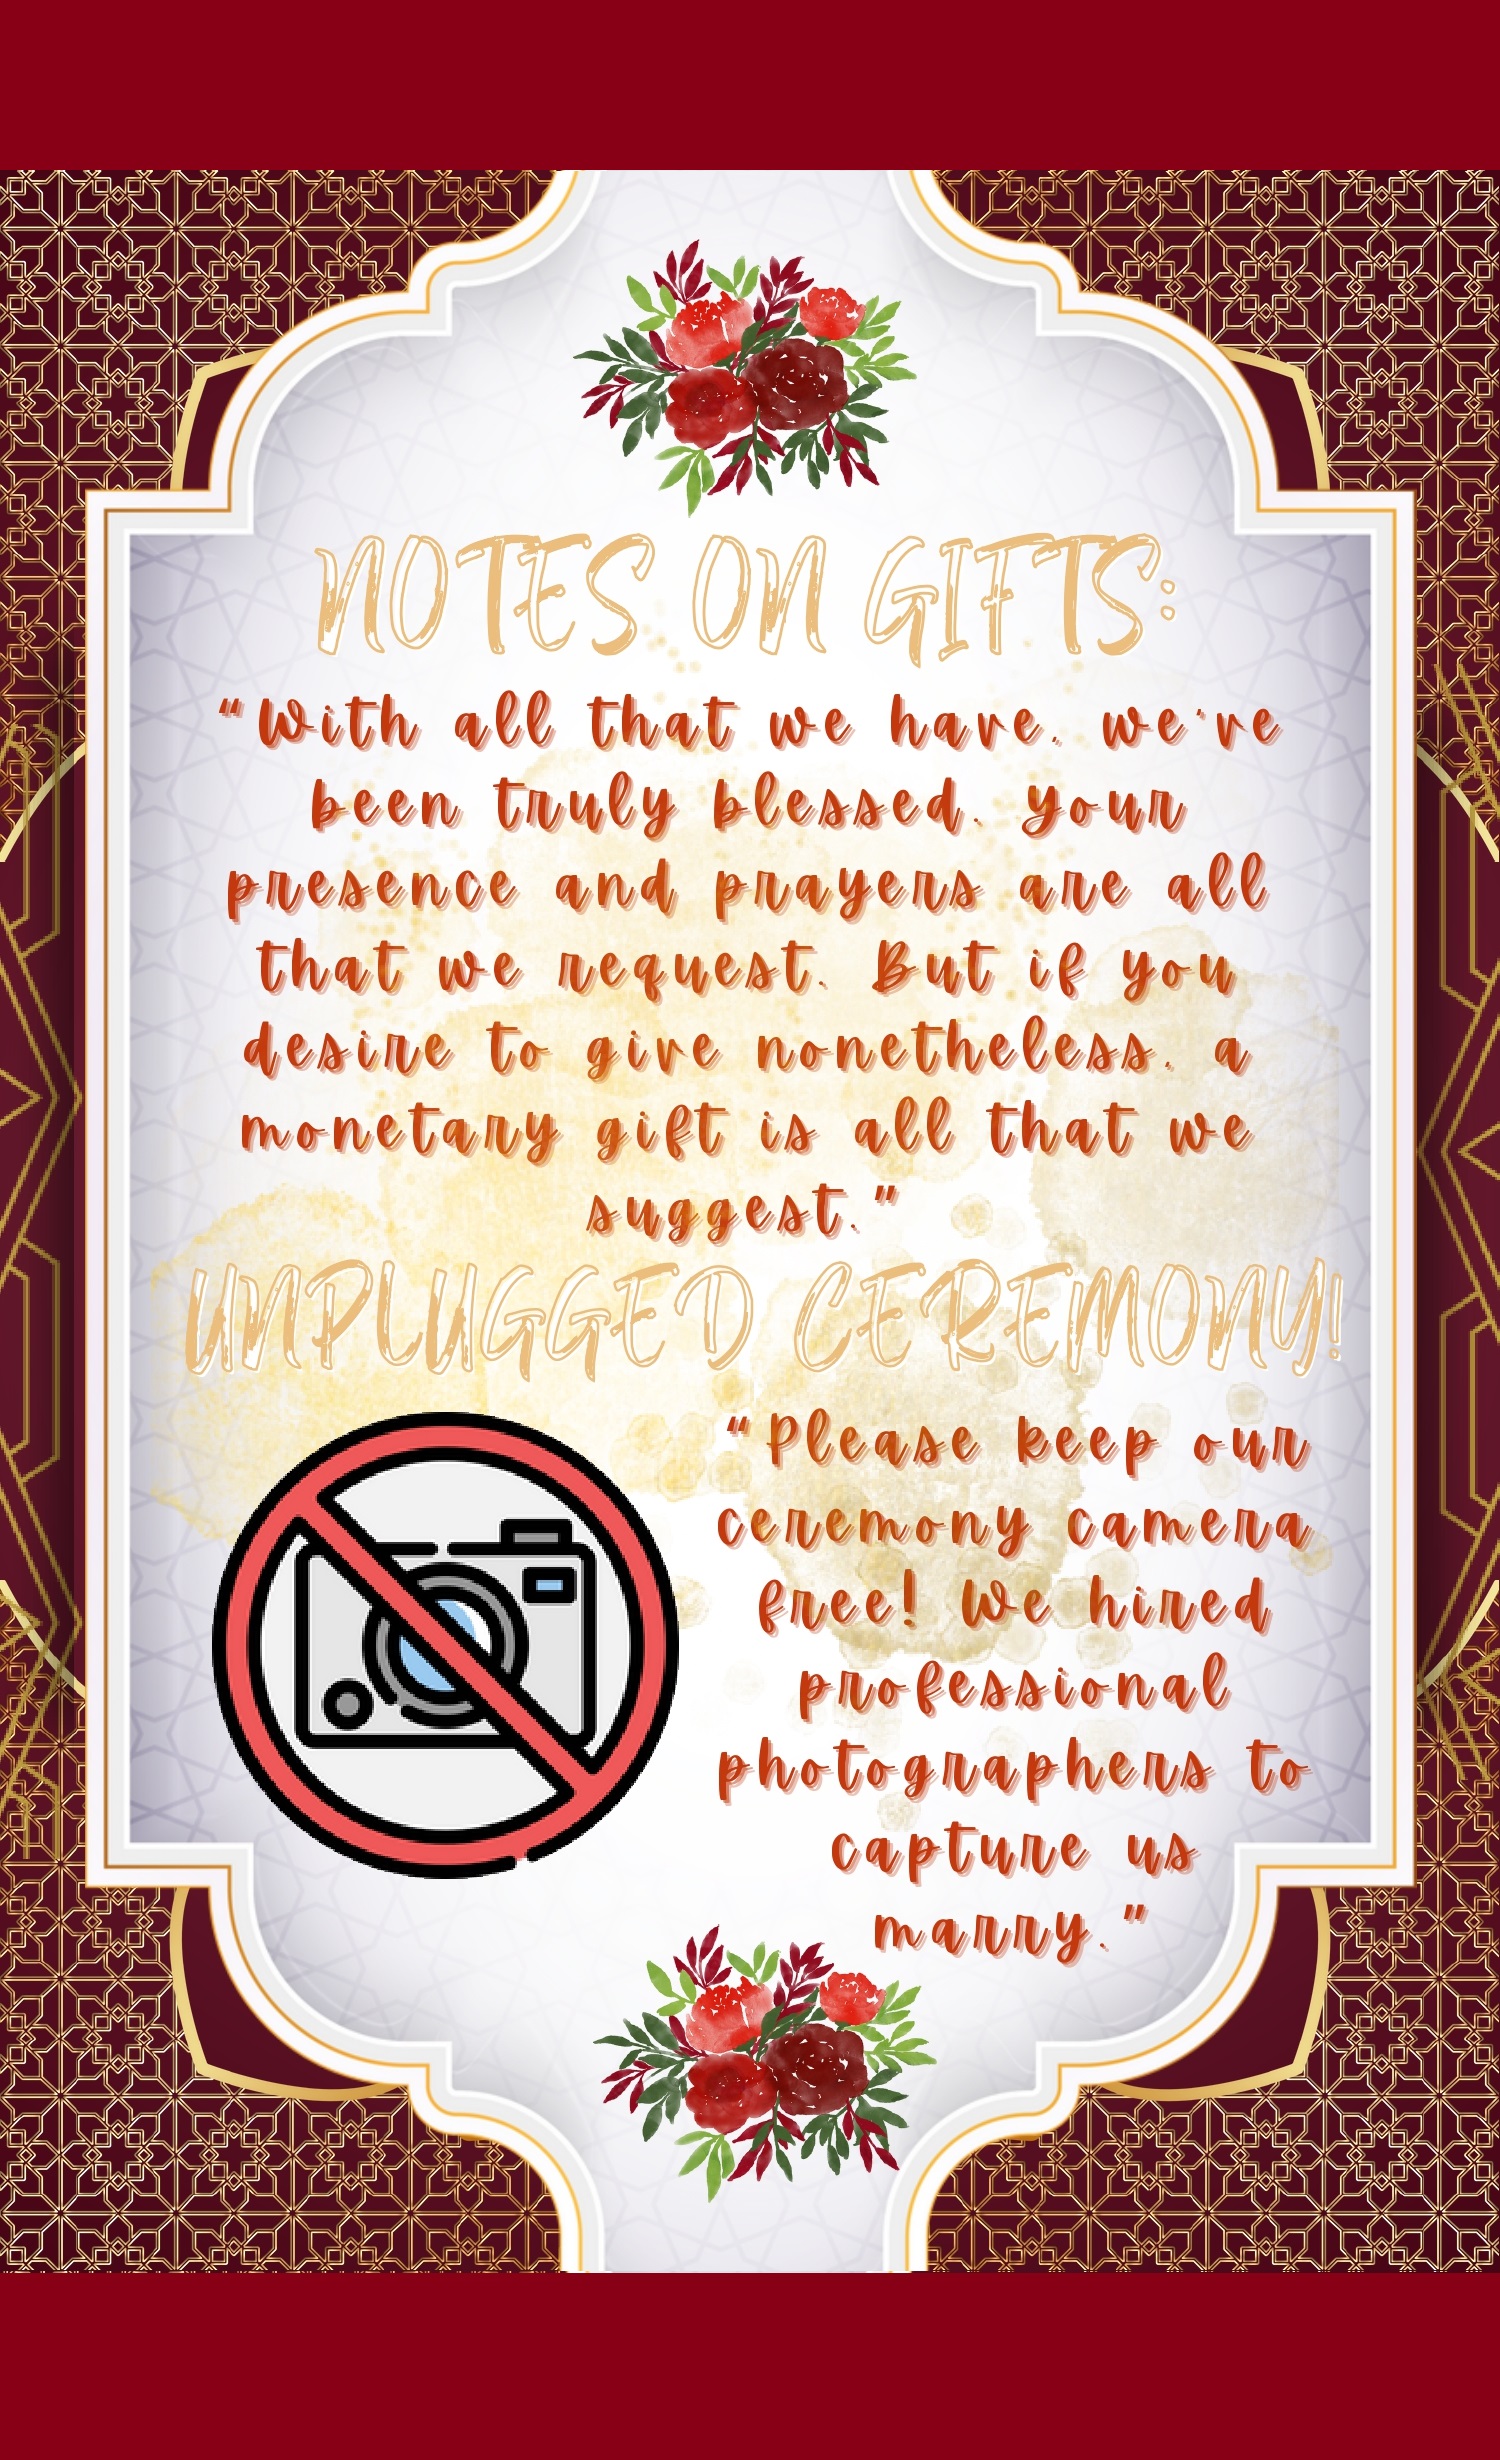 NOTES ON GIFTS:
“With all that we have, we've
been truly blessed. Your
presence and prayers are all
that we request. But if you
desire to give nonetheless, a
monetary gift is all that we
suggest.”
UNPLUGGED CEREMONY!
“Please keep our
ceremony camera
free! We hired
professional
photographers to
capture us
marry.”